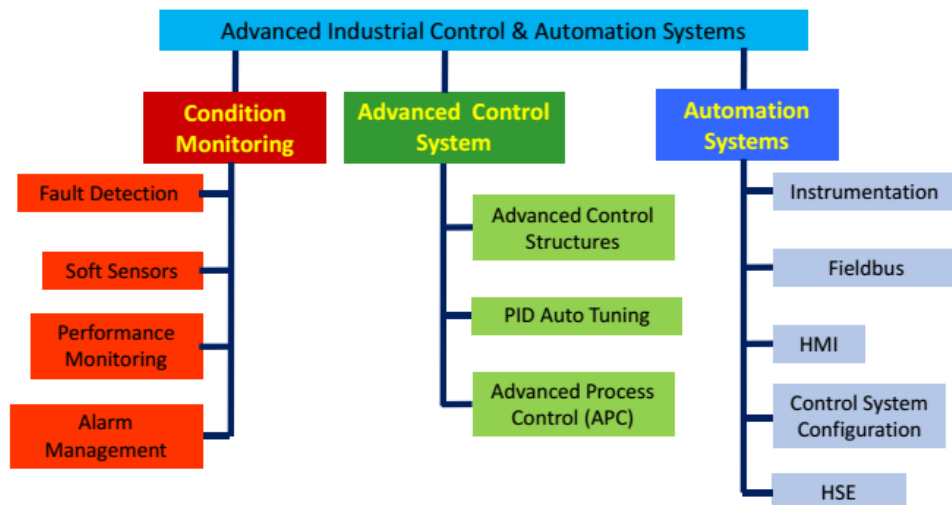 Advanced Industrial Control & Automation Systems
Condition
Monitoring
Fault Detection
Soft Sensors
Performance
Monitoring
Alarm
Management
Advanced Control
System
Advanced Control
Structures
PID Auto Tuning
Advanced Process
Control (APC)
Automation
Systems
Instrumentation
Fieldbus
HMI
Control System
Configuration
HSE